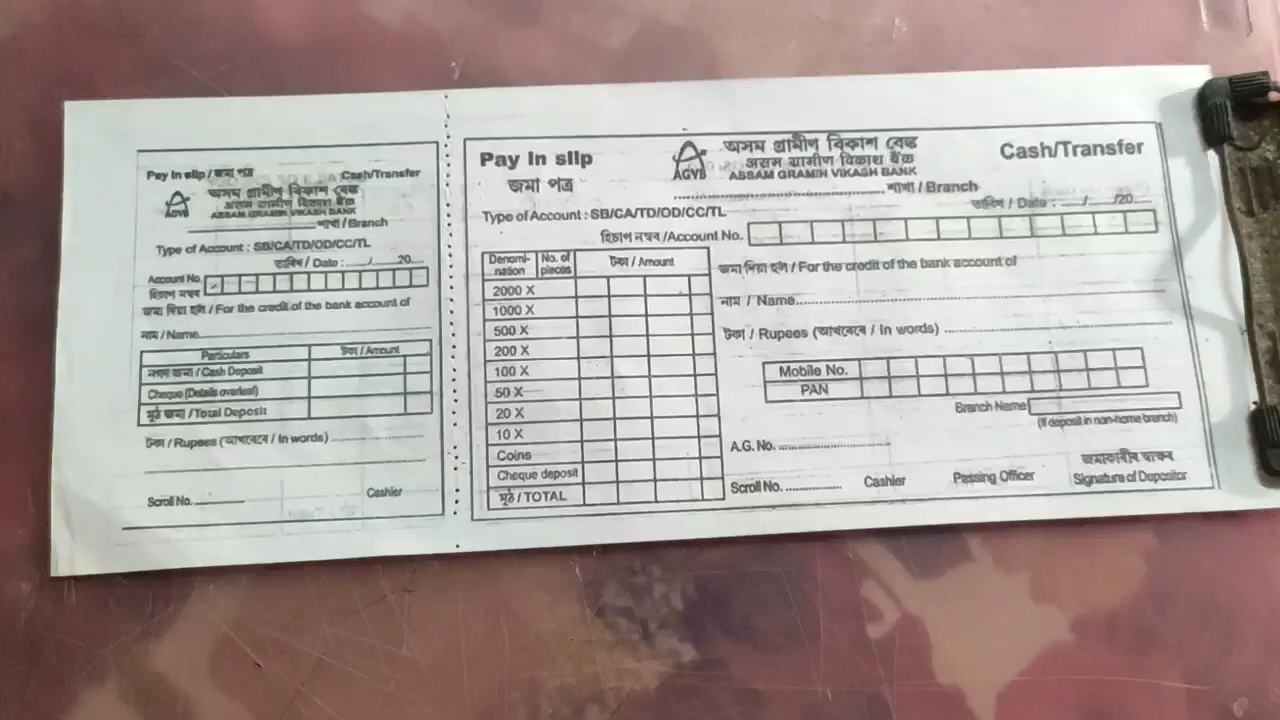 Pay in slip / জমা পত্ৰ Cash/Transfer
AGVB
অসম গ্ৰামীণ বিকাশ বেঙ্ক
असम ग्रामीण विकाश बैंक
ASSAM GRAMIN VIKASH BANK
শাখা / Branch
Type of Account : SB/CA/TD/OD/CC/TL
তাৰিখ / Date : ...../.....20.....
Account No.
হিচাপ নম্বৰ
জমা দিয়া হ'ল / For the credit of the bank account of
নাম / Name
Particulars টকা / Amount
নগদ জমা / Cash Deposit
Cheque (Details overleaf)
মুঠ জমা / Total Deposit
টকা / Rupees (আখৰেৰে / In words)
Scroll No. Cashier
Pay in slip
জমা পত্ৰ
AGVB
অসম গ্ৰামীণ বিকাশ বেঙ্ক
असम ग्रामीण विकाश बैंक
ASSAM GRAMIN VIKASH BANK
Cash/Transfer
শাখা / Branch
Type of Account : SB/CA/TD/OD/CC/TL
তাৰিখ / Date : ...../...../20.....
হিচাপ নম্বৰ /Account No.
Denomi-nation No. of pieces টকা / Amount
2000 X
1000 X
500 X
200 X
100 X
50 X
20 X
10 X
Coins
Cheque deposit
মুঠ / TOTAL
জমা দিয়া হ'ল / For the credit of the bank account of
নাম / Name
টকা / Rupees (আখৰেৰে / In words)
Mobile No.
PAN
Branch Name
(If deposit in non-home branch)
A.G. No.
জমাকাৰীৰ স্বাক্ষৰ
Scroll No. Cashier Passing Officer Signature of Depositor